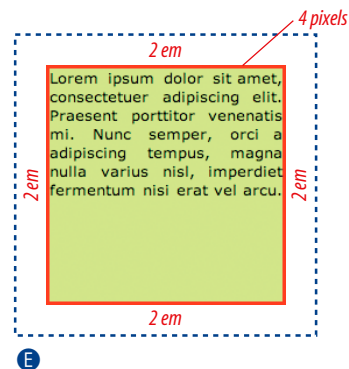 4 pixels
2 em
Lorem ipsum dolor sit amet,
consectetuer adipiscing elit.
Praesent porttitor venenatis
mi. Nunc semper, orci a
adipiscing tempus, magna
nulla varius nisl, imperdiet
fermentum nisi erat vel arcu.
2 em
2 em
2 em
E